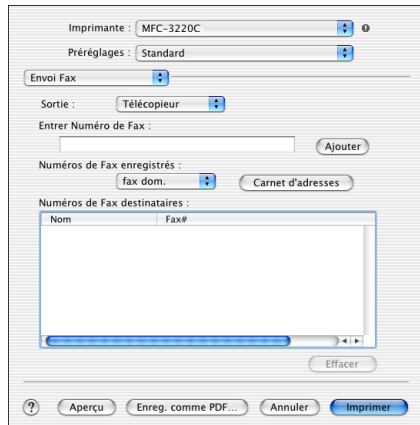 Imprimante : MFC-3220C
Préréglages : Standard
Envoi Fax
Sortie : Télécopieur
Entrer Numéro de Fax :
Ajouter
Numéros de Fax enregistrés :
fax dom. Carnet d'adresses
Numéros de Fax destinataires :
Nom Fax#
Effacer
? Aperçu Enreg. comme PDF... Annuler Imprimer